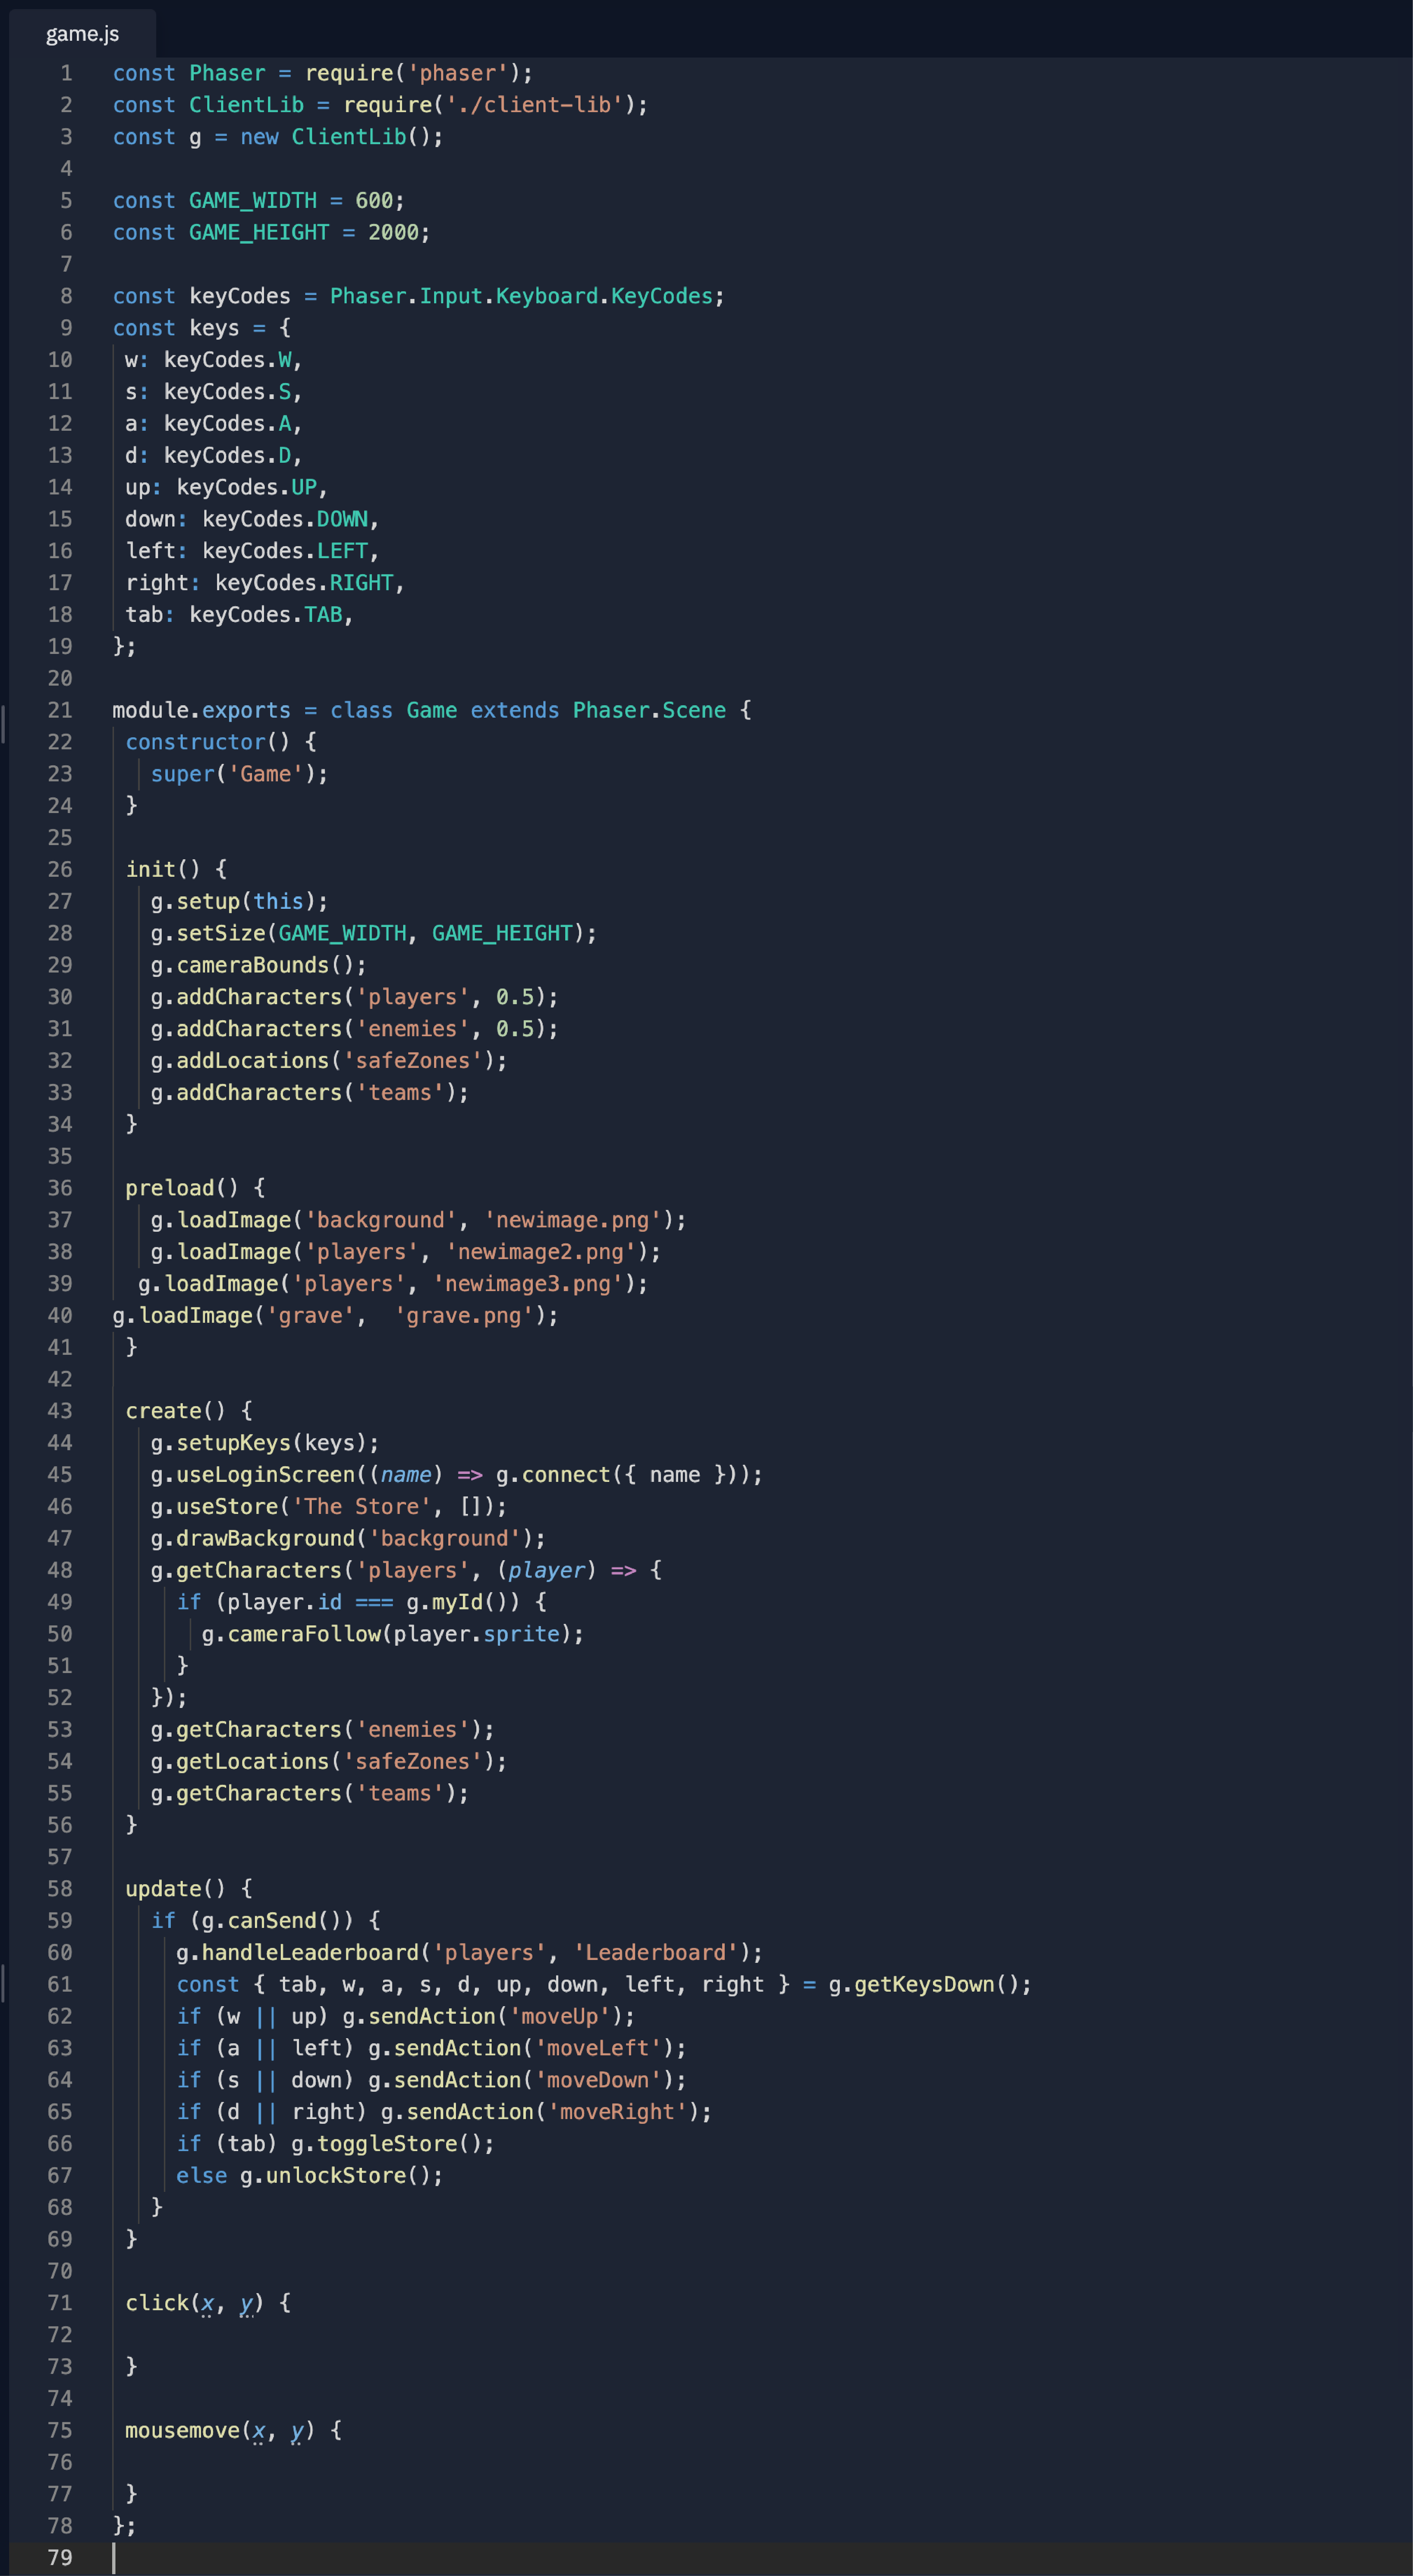 game.js
1 const Phaser = require('phaser');
2 const ClientLib = require('./client-lib');
3 const g = new ClientLib();
4
5 const GAME_WIDTH = 600;
6 const GAME_HEIGHT = 2000;
7
8 const keyCodes = Phaser.Input.Keyboard.KeyCodes;
9 const keys = {
10  w: keyCodes.W,
11  s: keyCodes.S,
12  a: keyCodes.A,
13  d: keyCodes.D,
14  up: keyCodes.UP,
15  down: keyCodes.DOWN,
16  left: keyCodes.LEFT,
17  right: keyCodes.RIGHT,
18  tab: keyCodes.TAB,
19 };
20
21 module.exports = class Game extends Phaser.Scene {
22  constructor() {
23    super('Game');
24  }
25
26  init() {
27    g.setup(this);
28    g.setSize(GAME_WIDTH, GAME_HEIGHT);
29    g.cameraBounds();
30    g.addCharacters('players', 0.5);
31    g.addCharacters('enemies', 0.5);
32    g.addLocations('safeZones');
33    g.addCharacters('teams');
34  }
35
36  preload() {
37    g.loadImage('background', 'newimage.png');
38    g.loadImage('players', 'newimage2.png');
39   g.loadImage('players', 'newimage3.png');
40 g.loadImage('grave',  'grave.png');
41  }
42
43  create() {
44    g.setupKeys(keys);
45    g.useLoginScreen((name) => g.connect({ name }));
46    g.useStore('The Store', []);
47    g.drawBackground('background');
48    g.getCharacters('players', (player) => {
49      if (player.id === g.myId()) {
50        g.cameraFollow(player.sprite);
51      }
52    });
53    g.getCharacters('enemies');
54    g.getLocations('safeZones');
55    g.getCharacters('teams');
56  }
57
58  update() {
59    if (g.canSend()) {
60      g.handleLeaderboard('players', 'Leaderboard');
61      const { tab, w, a, s, d, up, down, left, right } = g.getKeysDown();
62      if (w || up) g.sendAction('moveUp');
63      if (a || left) g.sendAction('moveLeft');
64      if (s || down) g.sendAction('moveDown');
65      if (d || right) g.sendAction('moveRight');
66      if (tab) g.toggleStore();
67      else g.unlockStore();
68    }
69  }
70
71  click(x, y) {
72
73  }
74
75  mousemove(x, y) {
76
77  }
78 };
79